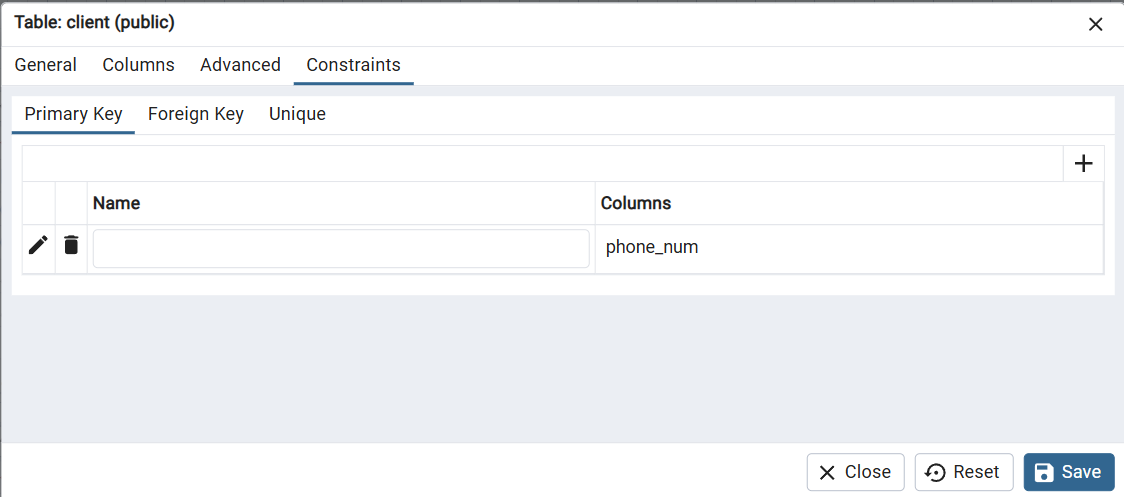 Table: client (public)
General Columns Advanced Constraints
Primary Key Foreign Key Unique
Name Columns
phone_num
Close Reset Save